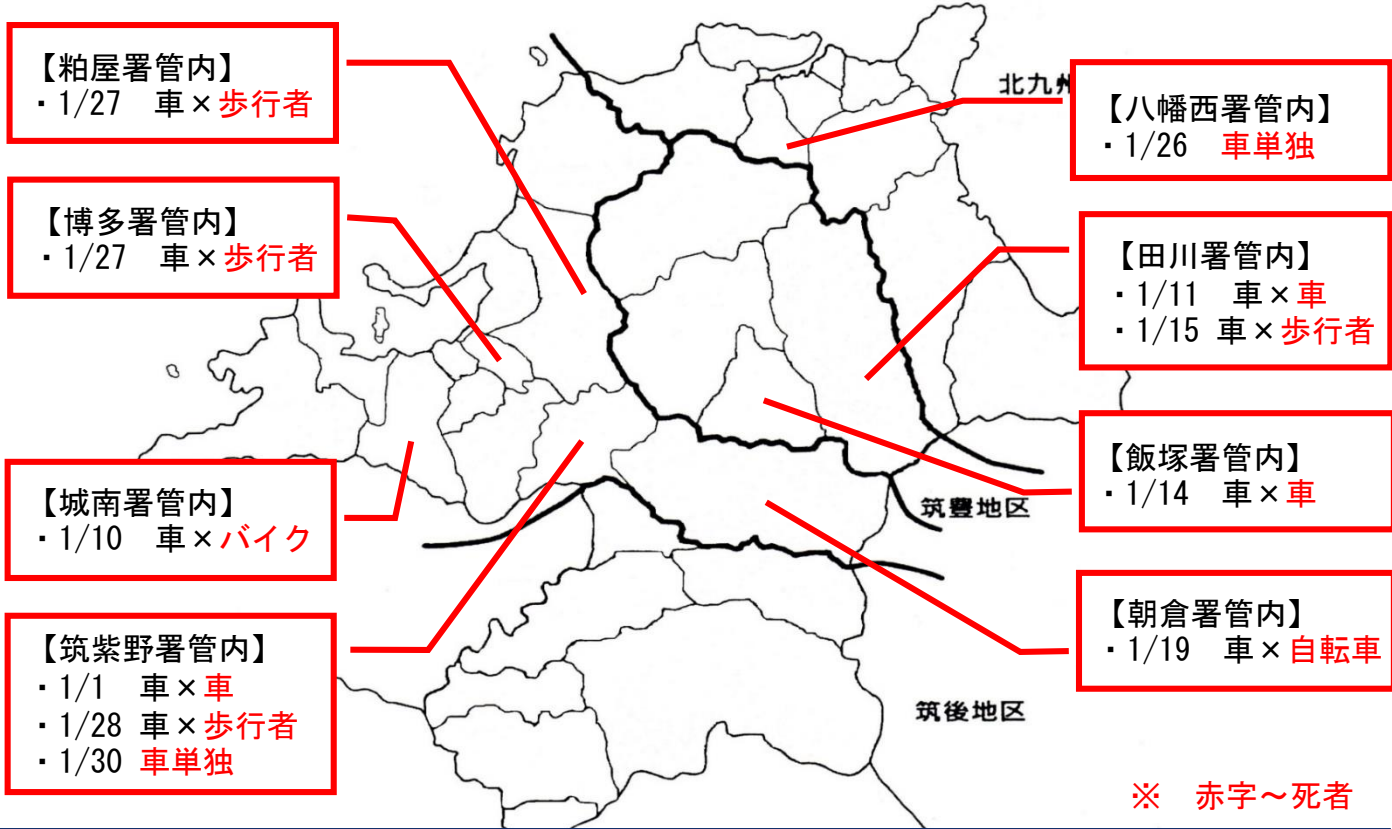 【粕屋署管内】
・1/27 車×歩行者
【博多署管内】
・1/27 車×歩行者
【城南署管内】
・1/10 車×バイク
【筑紫野署管内】
・1/1 車×車
・1/28 車×歩行者
・1/30 車単独
北九州
【八幡西署管内】
・1/26 車単独
【田川署管内】
・1/11 車×車
・1/15 車×歩行者
【飯塚署管内】
・1/14 車×車
筑豊地区
【朝倉署管内】
・1/19 車×自転車
筑後地区
※ 赤字～死者